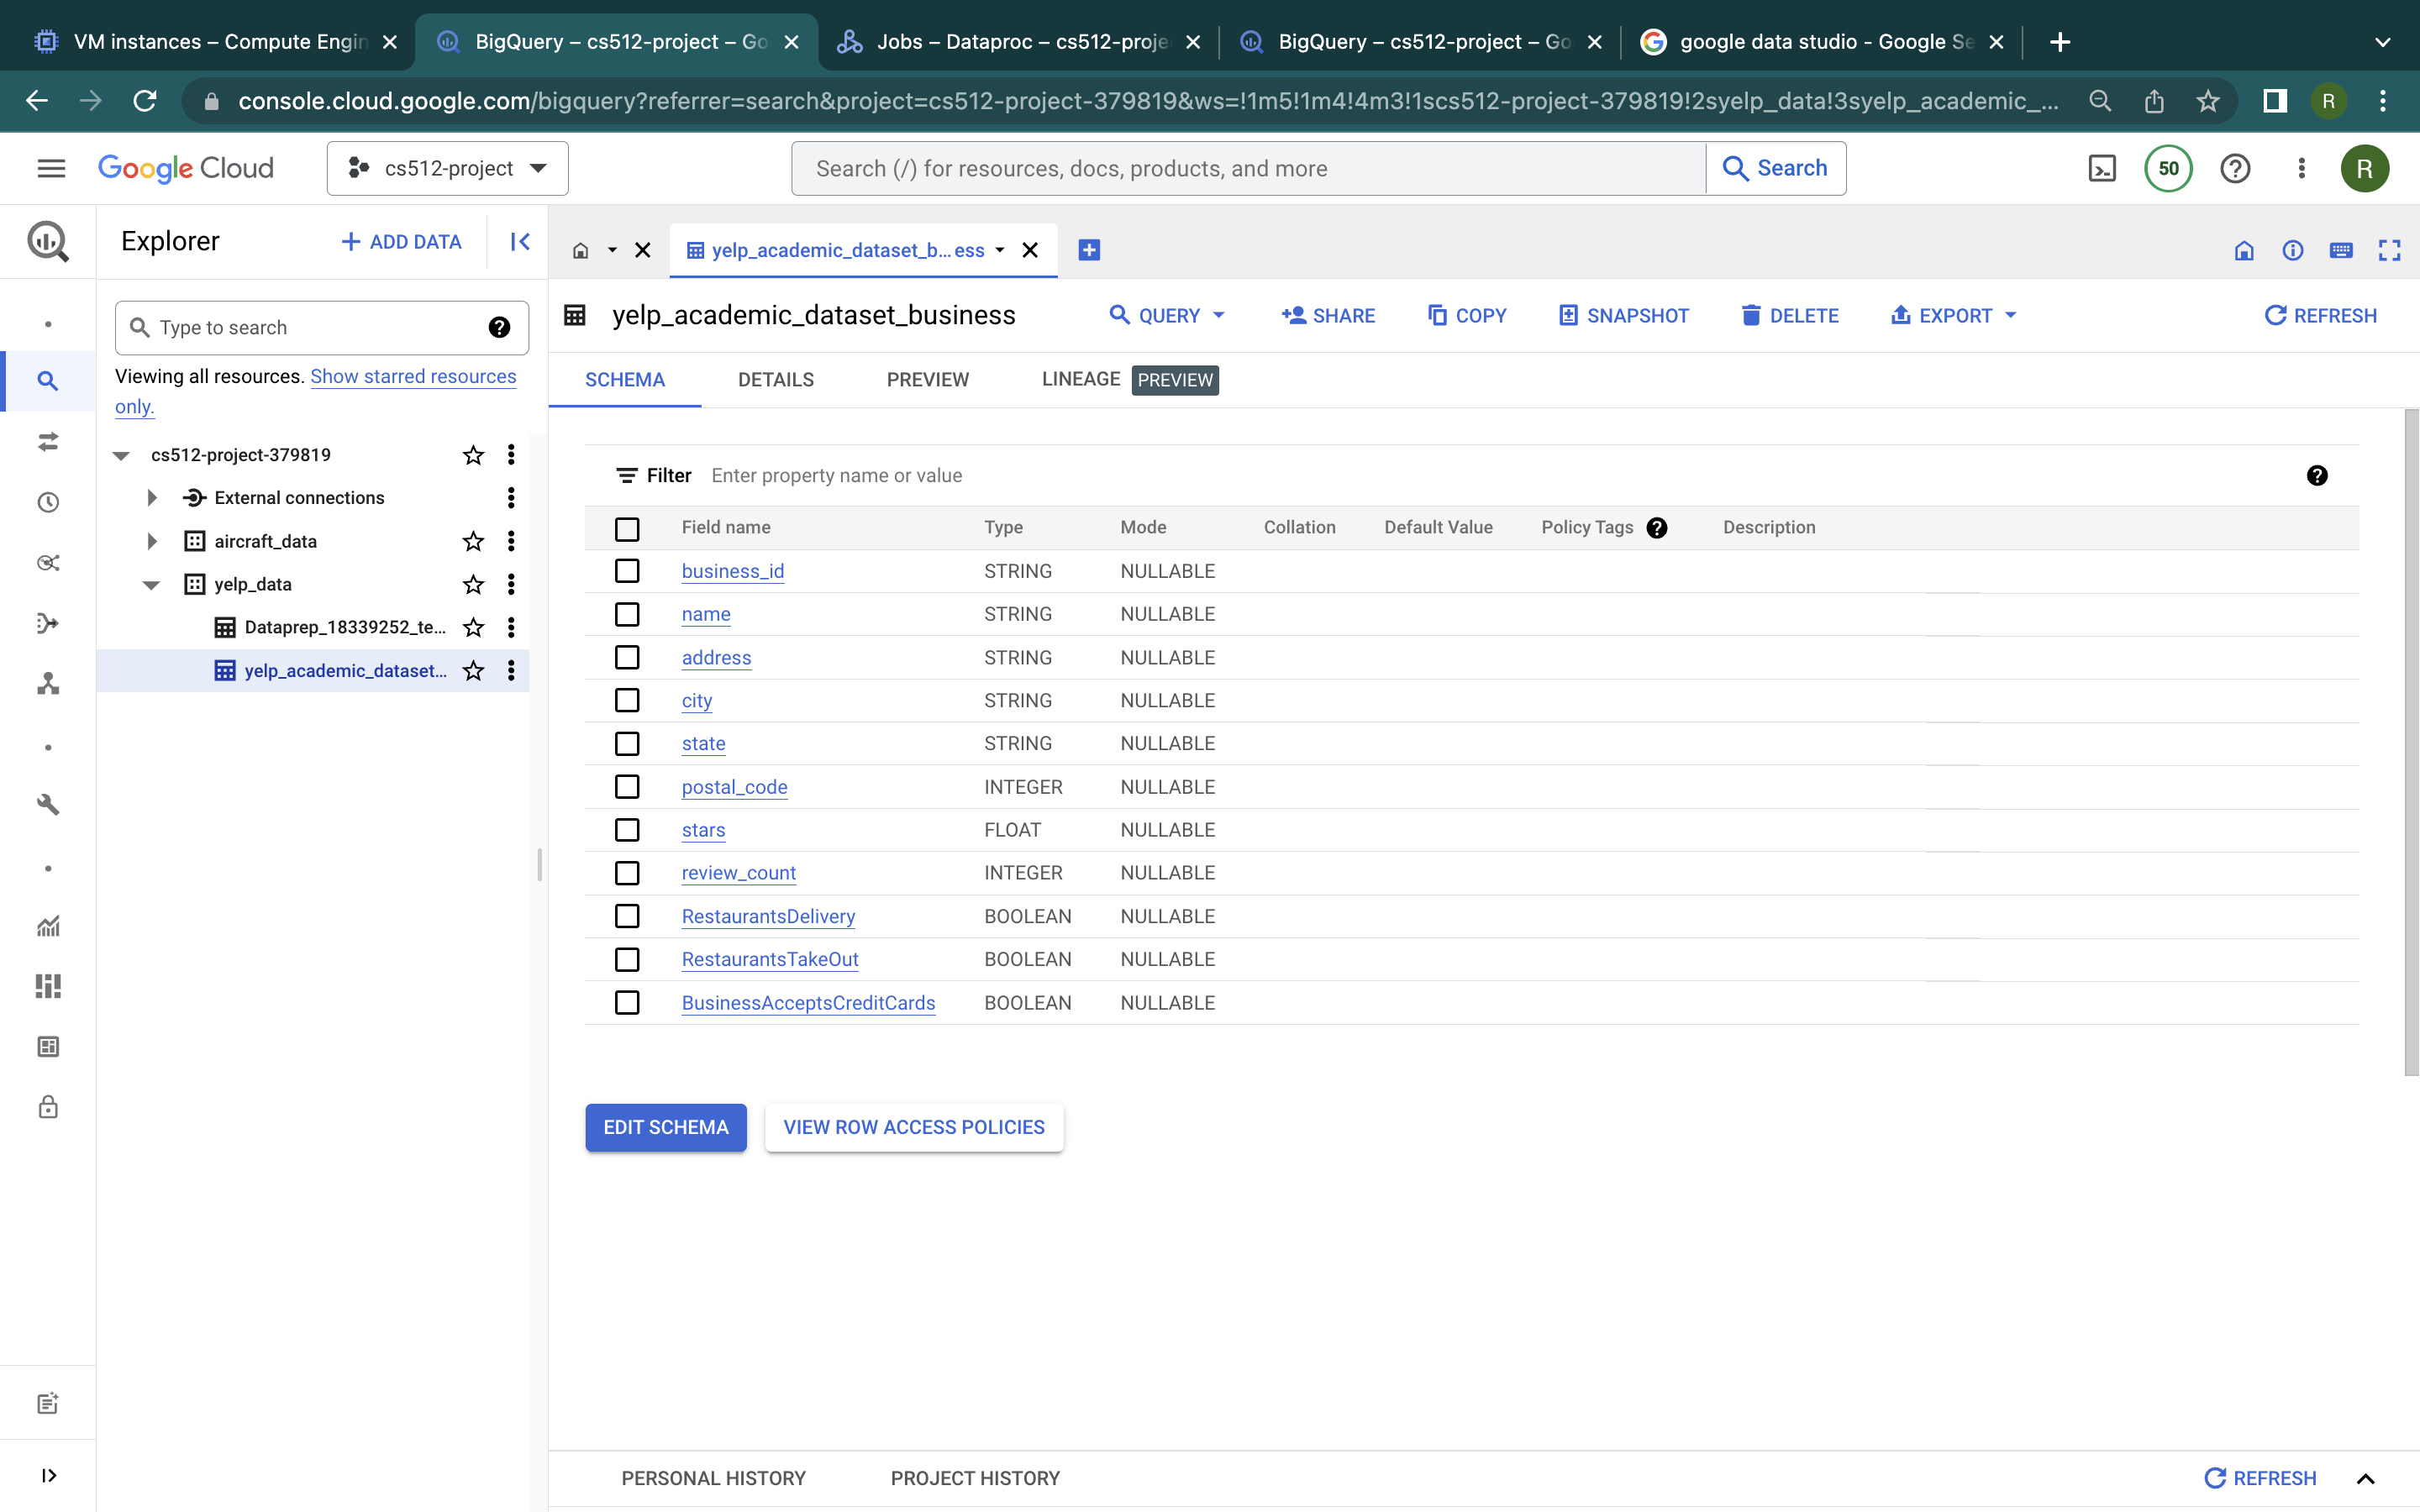 VM instances – Compute Engin
BigQuery – cs512-project – Go
Jobs – Dataproc – cs512-proje
BigQuery – cs512-project – Go
google data studio - Google Se
console.cloud.google.com/bigquery?referrer=search&project=cs512-project-379819&ws=!1m5!1m4!4m3!1scs512-project-379819!2syelp_data!3syelp_academic_...
R
Google Cloud
cs512-project
Search (/) for resources, docs, products, and more
Search
50
R
Explorer
+ ADD DATA
yelp_academic_dataset_b... ess
Type to search
Viewing all resources. Show starred resources
only.
cs512-project-379819
External connections
aircraft_data
yelp_data
Dataprep_18339252_te...
yelp_academic_dataset...
yelp_academic_dataset_business
QUERY
SHARE
COPY
SNAPSHOT
DELETE
EXPORT
REFRESH
SCHEMA
DETAILS
PREVIEW
LINEAGE PREVIEW
Filter Enter property name or value
Field name Type Mode Collation Default Value Policy Tags Description
business_id STRING NULLABLE
name STRING NULLABLE
address STRING NULLABLE
city STRING NULLABLE
state STRING NULLABLE
postal_code INTEGER NULLABLE
stars FLOAT NULLABLE
review_count INTEGER NULLABLE
RestaurantsDelivery BOOLEAN NULLABLE
RestaurantsTakeOut BOOLEAN NULLABLE
BusinessAcceptsCreditCards BOOLEAN NULLABLE
EDIT SCHEMA
VIEW ROW ACCESS POLICIES
PERSONAL HISTORY
PROJECT HISTORY
REFRESH